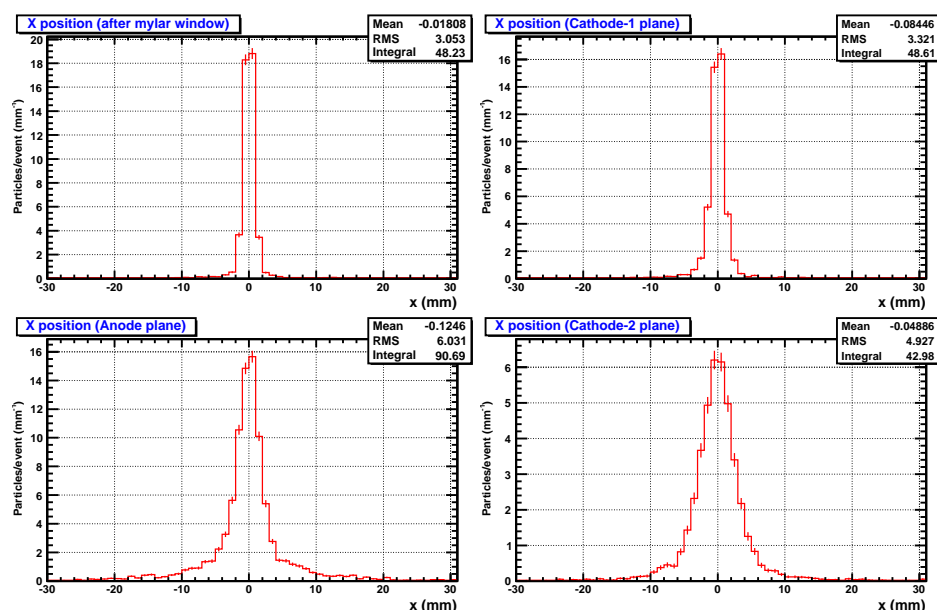 X position (after mylar window)
Mean -0.01808
RMS 3.053
Integral 48.23
Particles/event (mm-1)
20
18
16
14
12
10
8
6
4
2
0
-30 -20 -10 0 10 20 30
x (mm)
X position (Cathode-1 plane)
Mean -0.08446
RMS 3.321
Integral 48.61
Particles/event (mm-1)
16
14
12
10
8
6
4
2
0
-30 -20 -10 0 10 20 30
x (mm)
X position (Anode plane)
Mean -0.1246
RMS 6.031
Integral 90.69
Particles/event (mm-1)
16
14
12
10
8
6
4
2
0
-30 -20 -10 0 10 20 30
x (mm)
X position (Cathode-2 plane)
Mean -0.04886
RMS 4.927
Integral 42.98
Particles/event (mm-1)
6
5
4
3
2
1
0
-30 -20 -10 0 10 20 30
x (mm)